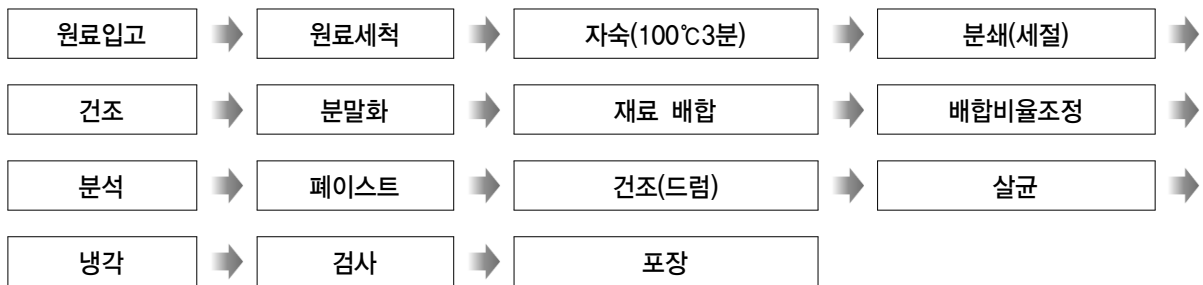 원료입고 원료세척 자숙(100℃3분) 분쇄(세절)
건조 분말화 재료 배합 배합비율조정
분석 페이스트 건조(드럼) 살균
냉각 검사 포장